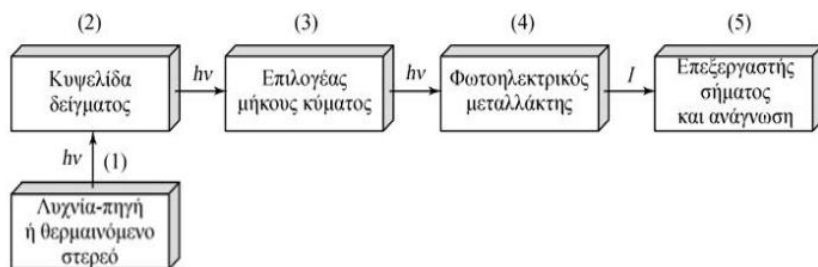 (2)
Κυψελίδα
δείγματος
hν
(3)
Επιλογέας
μήκους κύματος
hν
(4)
Φωτοηλεκτρικός
μεταλλάκτης
I
(5)
Επεξεργαστής
σήματος
και ανάγνωση
hν
(1)
Λυχνία-πηγή
ή θερμαινόμενο
στερεό